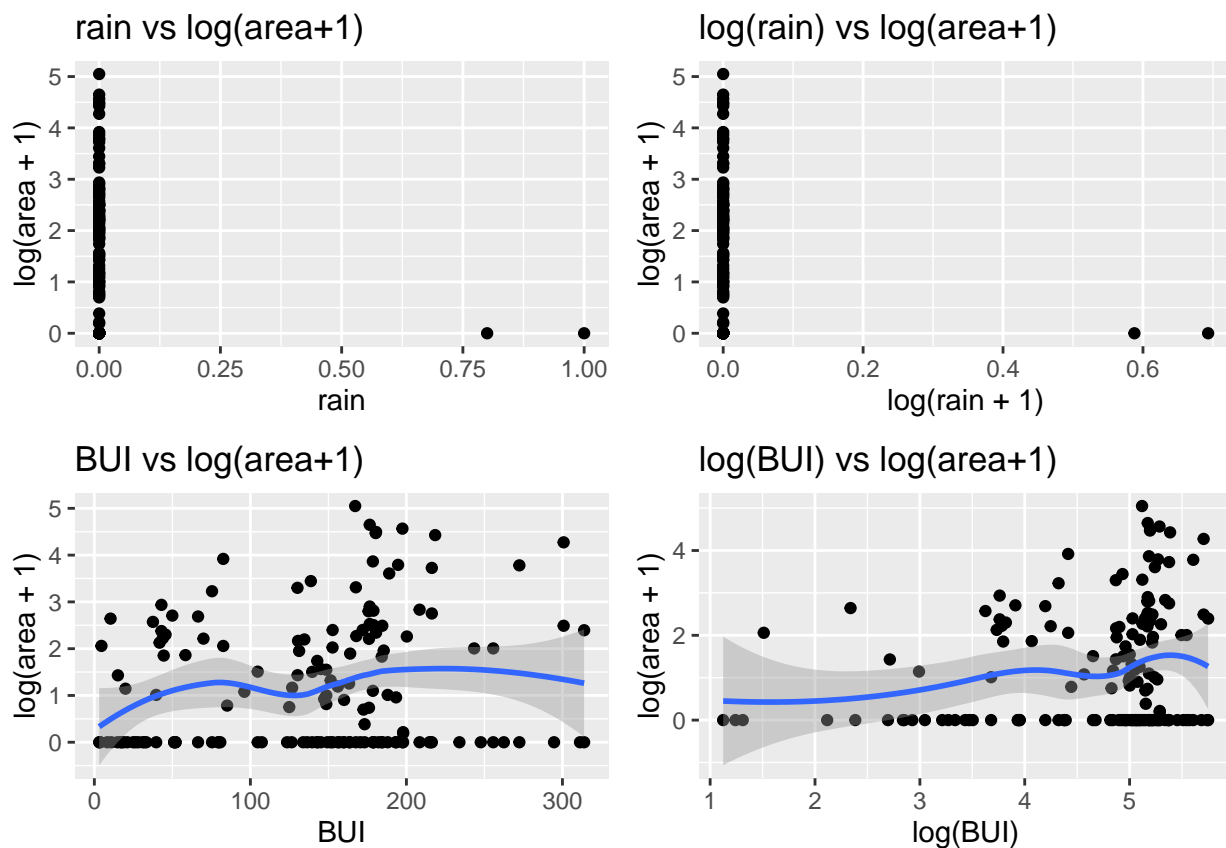 rain vs log(area+1)
log(area + 1)
5
4
3
2
1
0
0.00 0.25 0.50 0.75 1.00
rain
log(rain) vs log(area+1)
log(area + 1)
5
4
3
2
1
0
0.0 0.2 0.4 0.6
log(rain + 1)
BUI vs log(area+1)
log(area + 1)
5
4
3
2
1
0
0 100 200 300
BUI
log(BUI) vs log(area+1)
log(area + 1)
4
2
0
1 2 3 4 5
log(BUI)